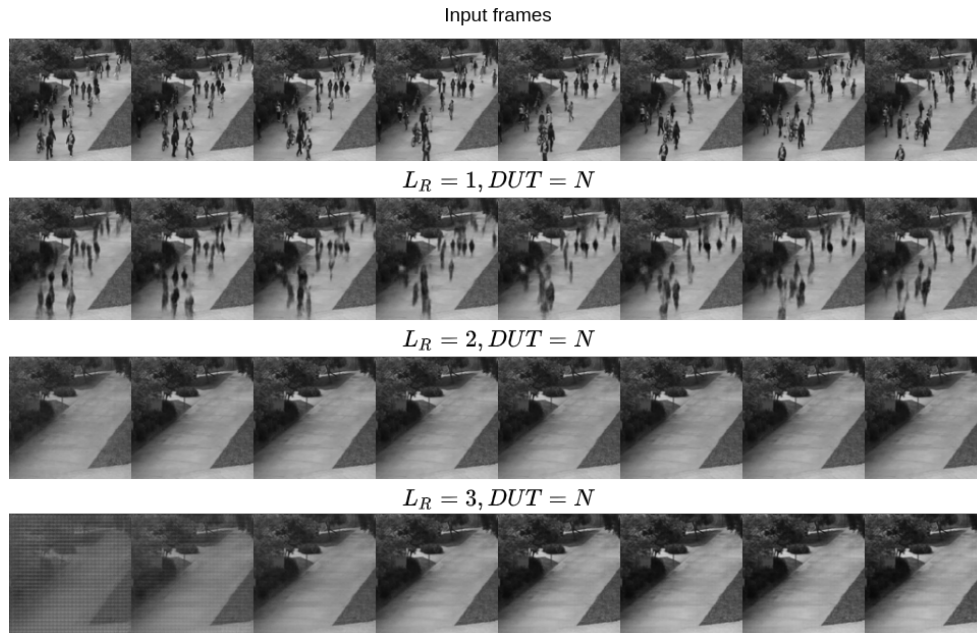 Input frames
L_R = 1, DUT = N
L_R = 2, DUT = N
L_R = 3, DUT = N